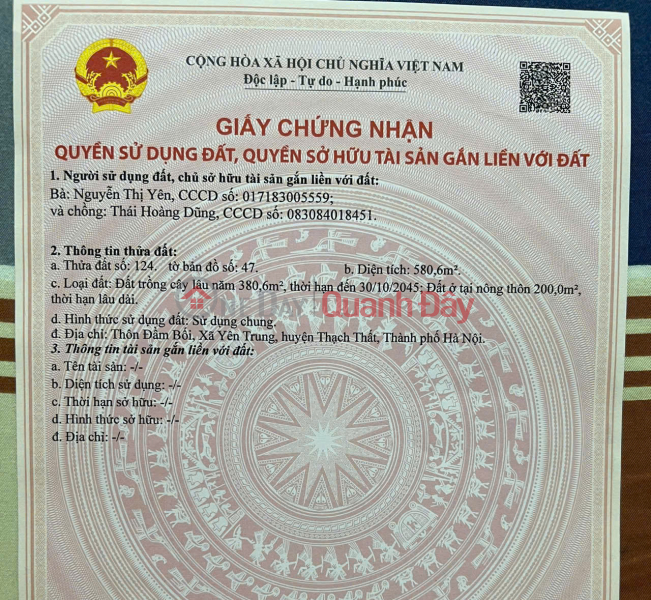 CỘNG HÒA XÃ HỘI CHỦ NGHĨA VIỆT NAM
Độc lập - Tự do - Hạnh phúc
GIẤY CHỨNG NHẬN
QUYỀN SỬ DỤNG ĐẤT, QUYỀN SỞ HỮU TÀI SẢN GẮN LIỀN VỚI ĐẤT
1. Người sử dụng đất, chủ sở hữu tài sản gắn liền với đất:
Bà: Nguyễn Thị Yên, CCCD số: 017183005559;
và chồng: Thái Hoàng Dũng, CCCD số: 083084018451.
2. Thông tin thửa đất:
a. Thửa đất số: 124. tờ bản đồ số: 47. b. Diện tích: 580,6m².
c. Loại đất: Đất trồng cây lâu năm 380,6m², thời hạn đến 30/10/2045; Đất ở tại nông thôn 200,0m²,
thời hạn lâu dài.
Quanh Đây
d. Hình thức sử dụng đất: Sử dụng chung.
đ. Địa chỉ: Thôn Đầm Bối, Xã Yên Trung, huyện Thạch Thất, Thành phố Hà Nội.
3. Thông tin tài sản gắn liền với đất:
a. Tên tài sản: -/-
b. Diện tích sử dụng: -/-
c. Thời hạn sở hữu: -/-
d. Hình thức sở hữu: -/-
đ. Địa chỉ: -/-